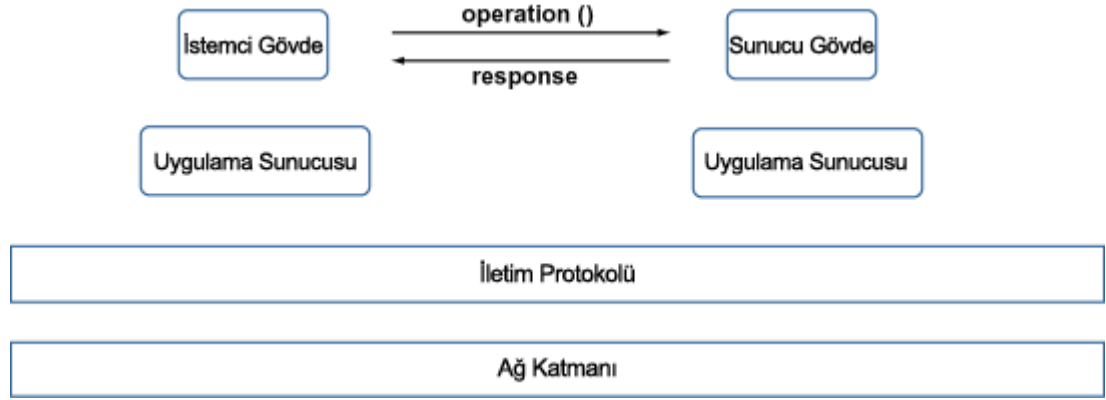 operation ()
İstemci Gövde
Sunucu Gövde
response
Uygulama Sunucusu
Uygulama Sunucusu
İletim Protokolü
Ağ Katmanı